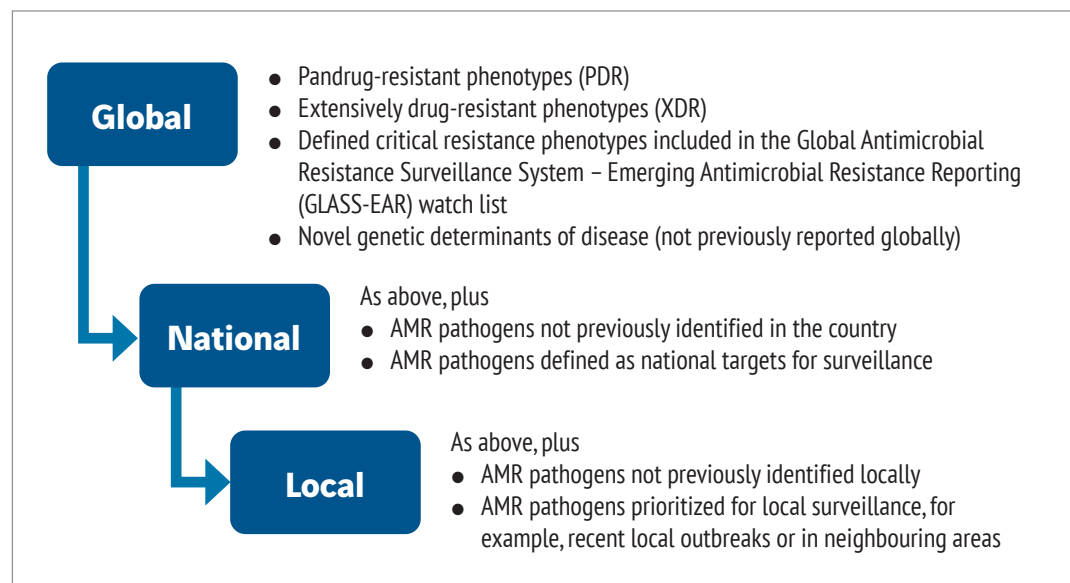 Global
● Pandrug-resistant phenotypes (PDR)
● Extensively drug-resistant phenotypes (XDR)
● Defined critical resistance phenotypes included in the Global Antimicrobial
Resistance Surveillance System – Emerging Antimicrobial Resistance Reporting
(GLASS-EAR) watch list
● Novel genetic determinants of disease (not previously reported globally)
National
As above, plus
● AMR pathogens not previously identified in the country
● AMR pathogens defined as national targets for surveillance
Local
As above, plus
● AMR pathogens not previously identified locally
● AMR pathogens prioritized for local surveillance, for
example, recent local outbreaks or in neighbouring areas